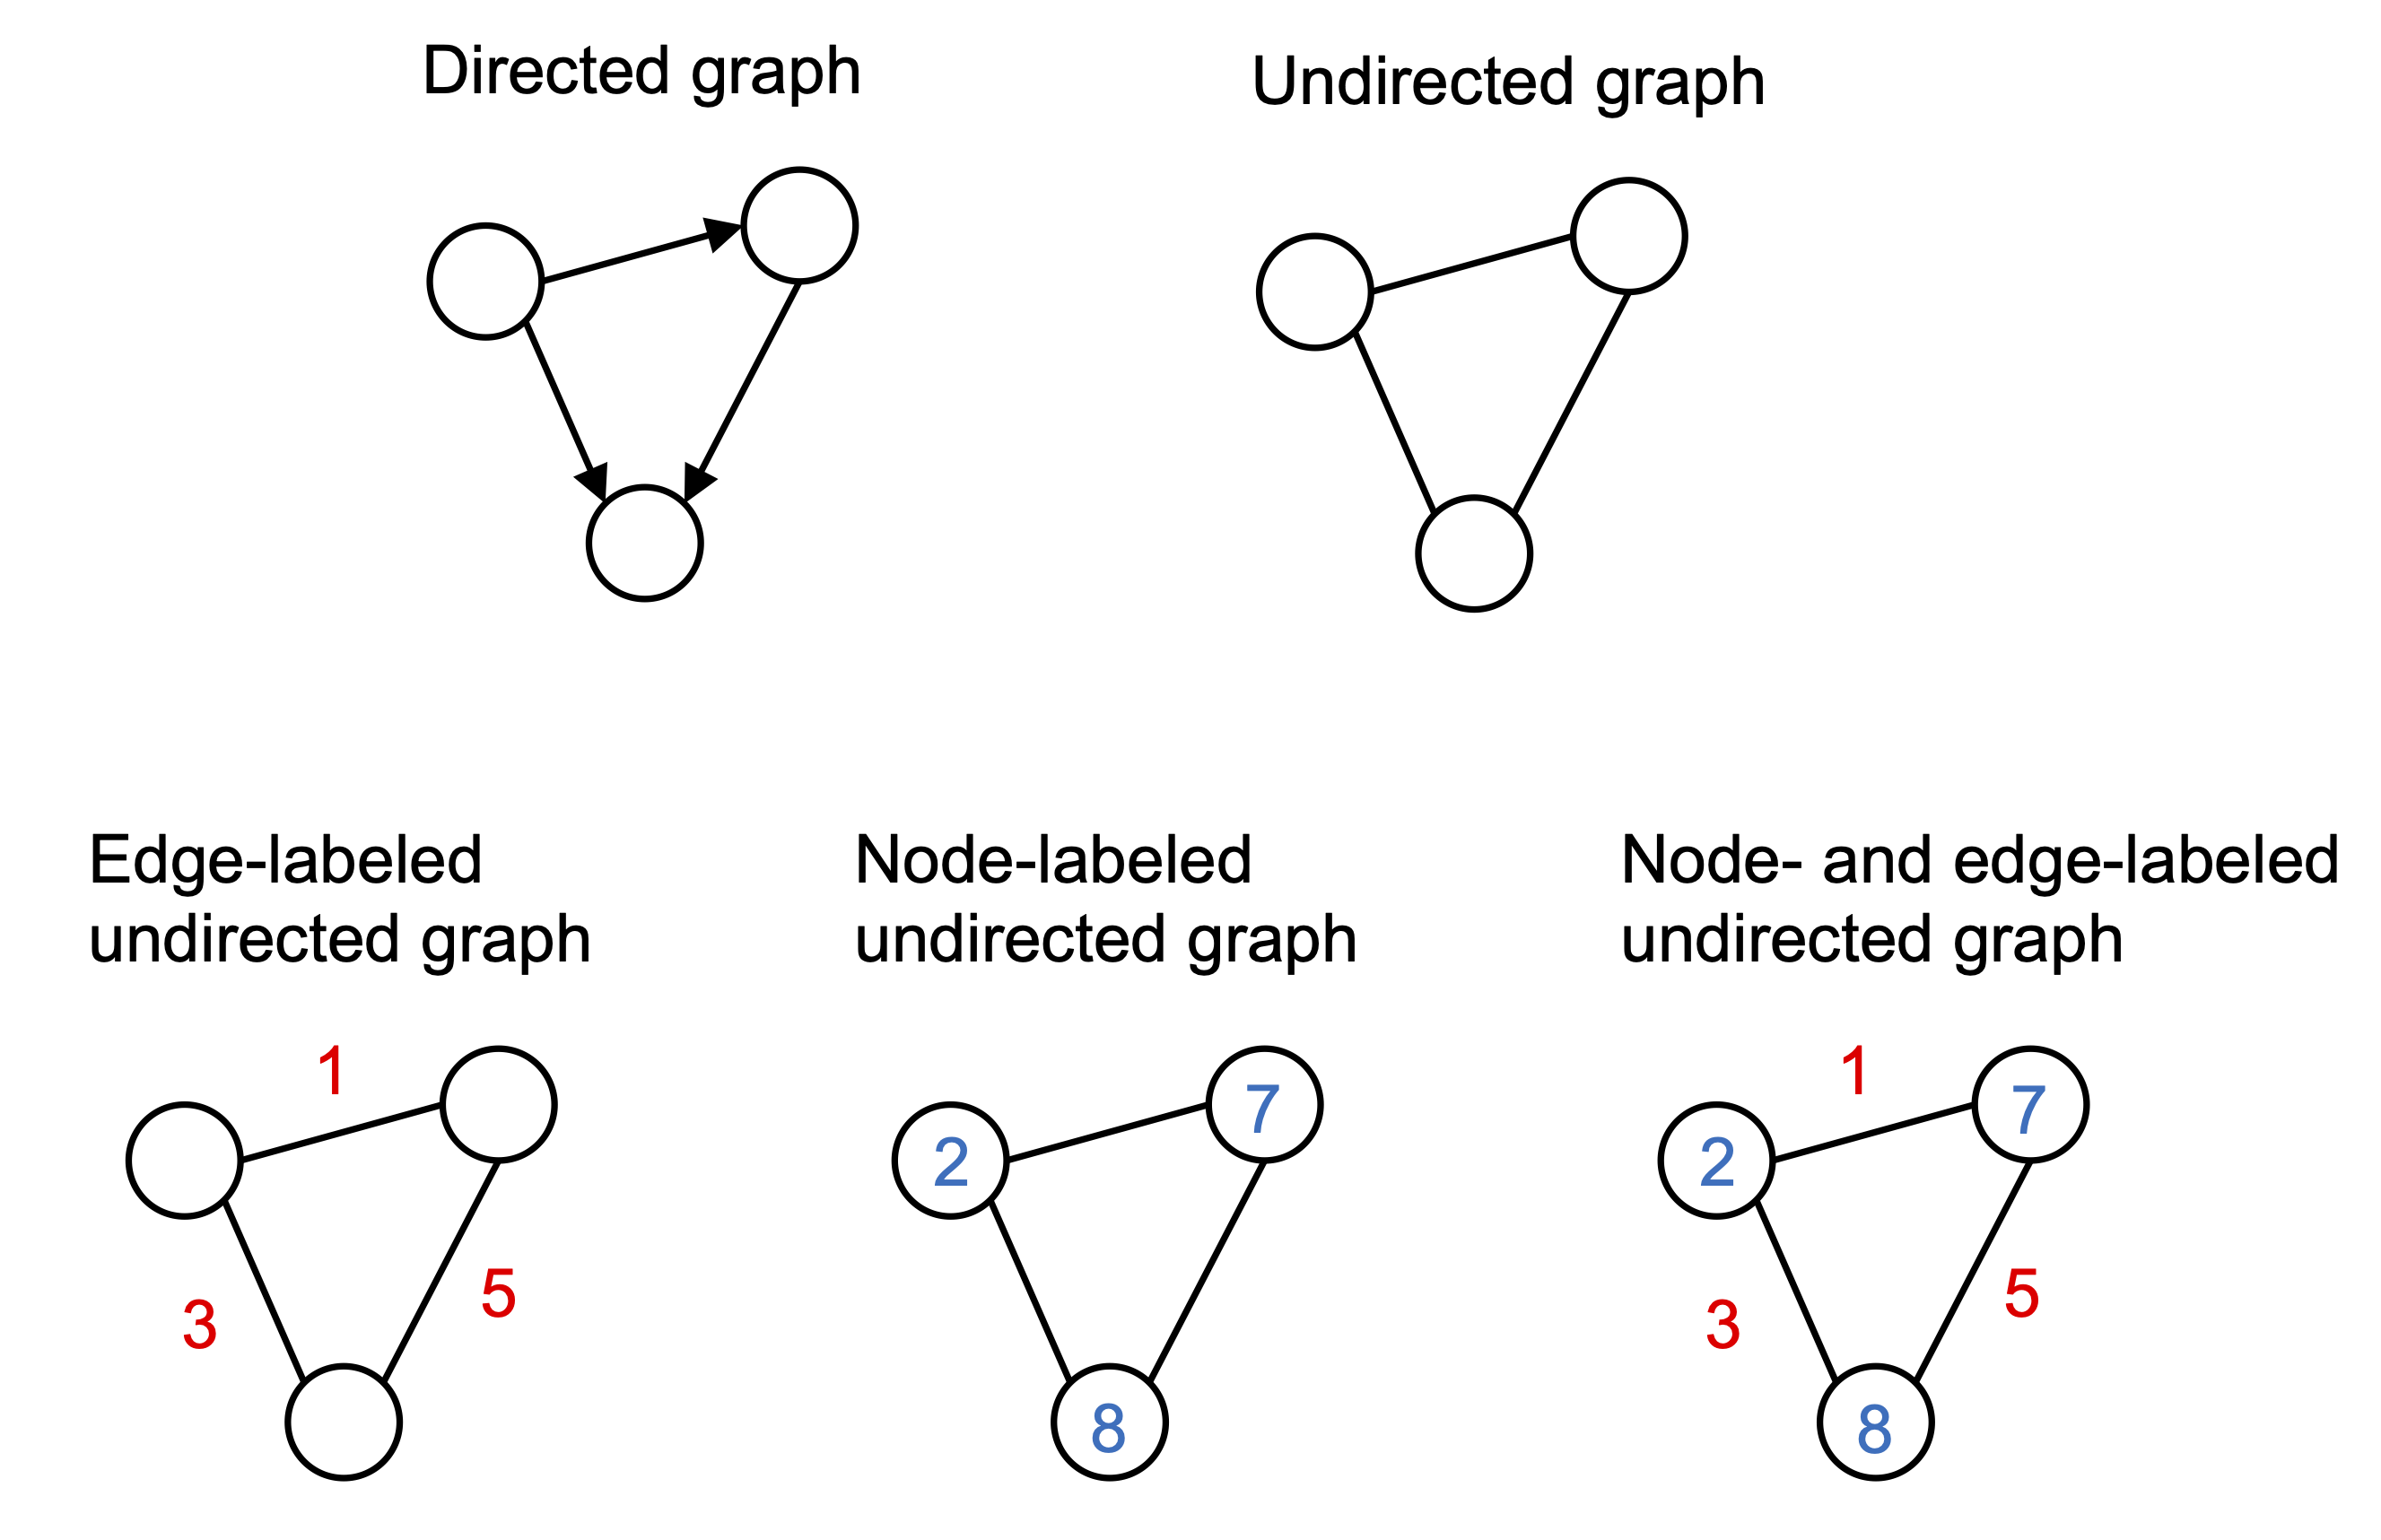 Directed graph
Undirected graph
Edge-labeled
undirected graph
1
3
5
Node-labeled
undirected graph
7
2
8
Node- and edge-labeled
undirected graph
1
7
2
5
3
8